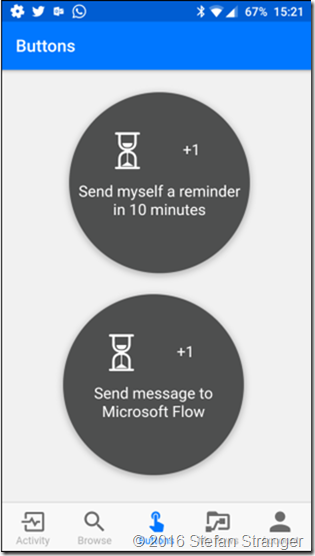 67% 15:21
Buttons
+1
Send myself a reminder
in 10 minutes
+1
Send message to
Microsoft Flow
Activity
Browse
Buttons
© 2016 Stefan Stranger